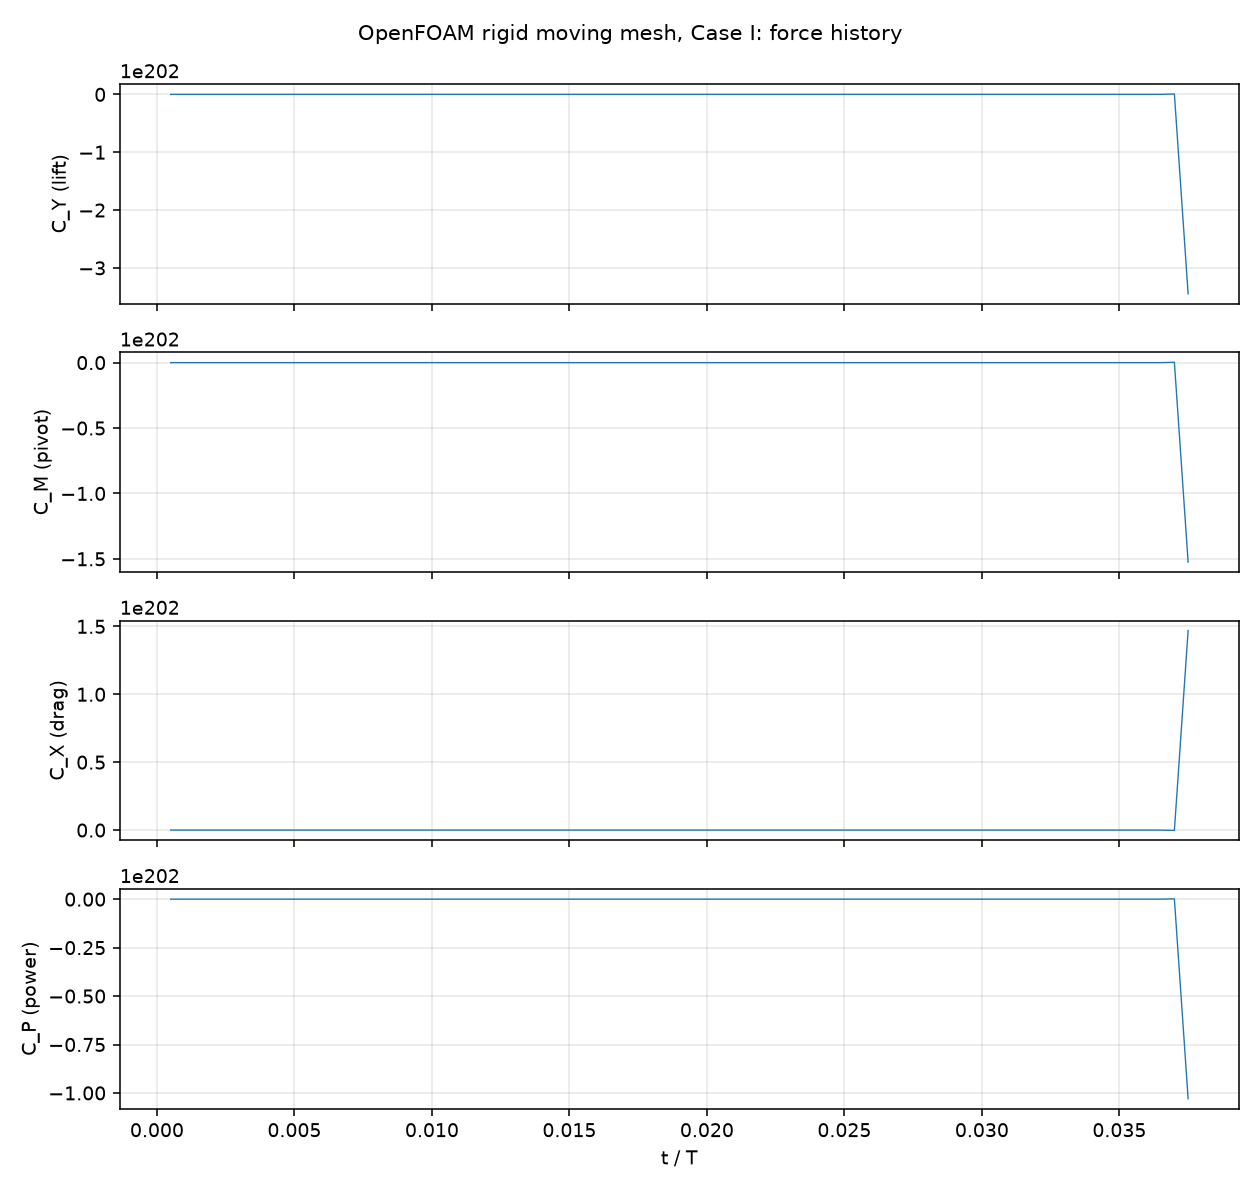 OpenFOAM rigid moving mesh, Case I: force history
1e202
0
−1
−2
−3
C_Y (lift)
1e202
0.0
−0.5
−1.0
−1.5
C_M (pivot)
1e202
1.5
1.0
0.5
0.0
C_X (drag)
1e202
0.00
−0.25
−0.50
−0.75
−1.00
C_P (power)
0.000 0.005 0.010 0.015 0.020 0.025 0.030 0.035
t / T